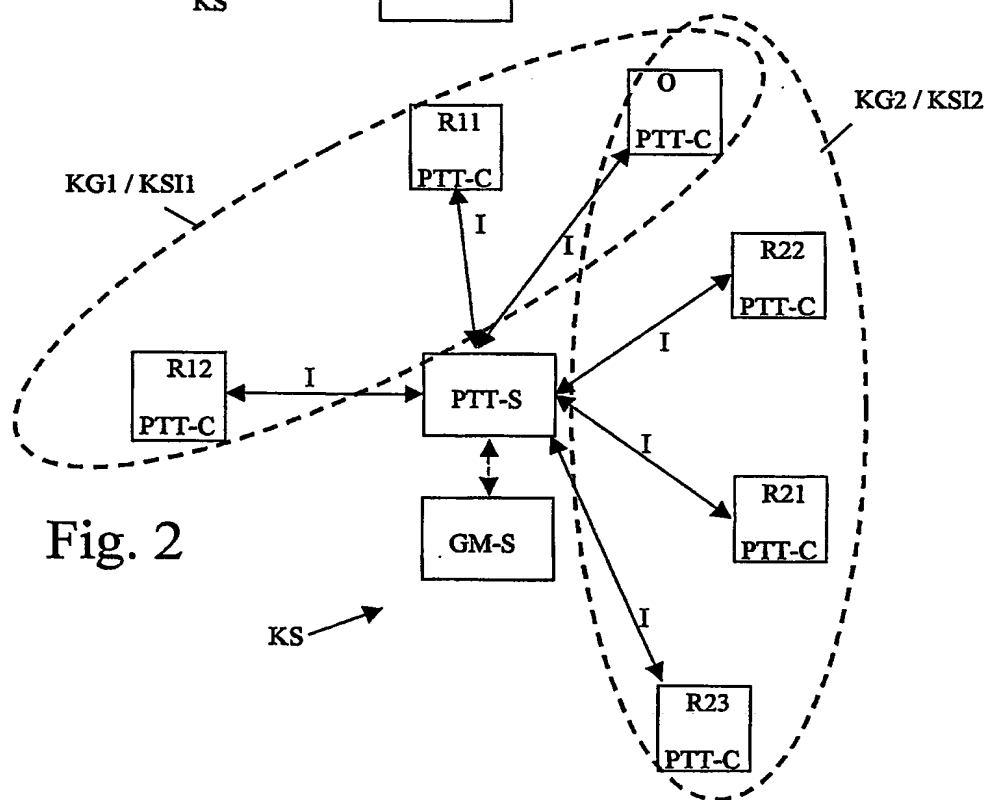 KS
O
PTT-C
KG2 / KSI2
R11
PTT-C
KG1 / KSI1
I
I
R22
PTT-C
I
R12
PTT-C
I
PTT-S
I
R21
PTT-C
Fig. 2
GM-S
I
KS
R23
PTT-C